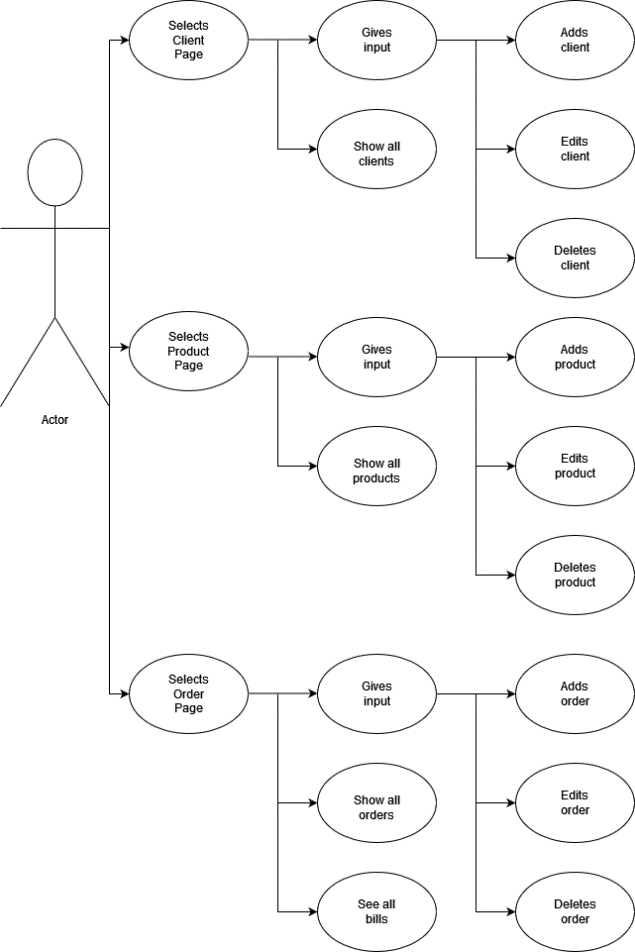 Selects
Client
Page
Gives
input
Adds
client
Show all
clients
Edits
client
Deletes
client
Actor
Selects
Product
Page
Gives
input
Adds
product
Show all
products
Edits
product
Deletes
product
Selects
Order
Page
Gives
input
Adds
order
Show all
orders
Edits
order
See all
bills
Deletes
order